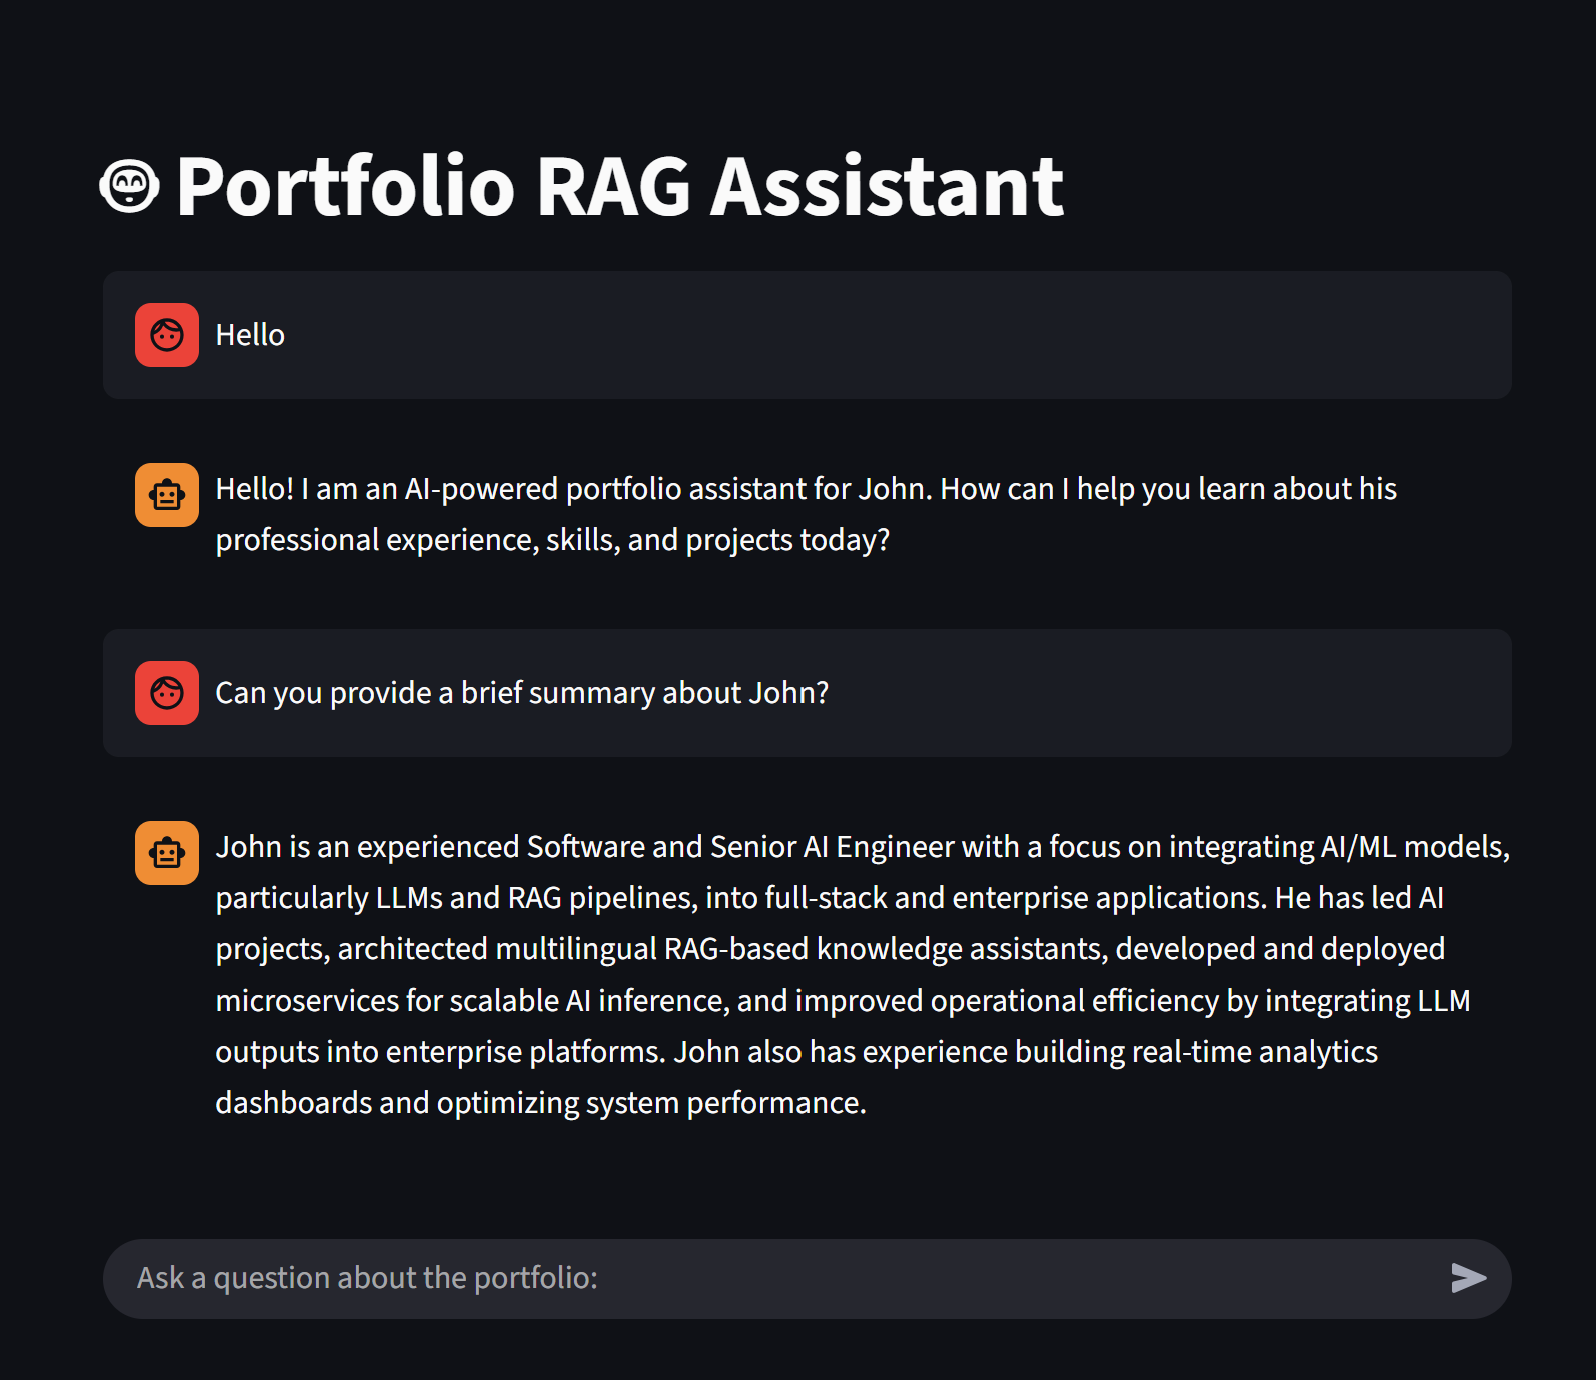 Portfolio RAG Assistant
Hello
Hello! I am an AI-powered portfolio assistant for John. How can I help you learn about his
professional experience, skills, and projects today?
Can you provide a brief summary about John?
John is an experienced Software and Senior AI Engineer with a focus on integrating AI/ML models,
particularly LLMs and RAG pipelines, into full-stack and enterprise applications. He has led AI
projects, architected multilingual RAG-based knowledge assistants, developed and deployed
microservices for scalable AI inference, and improved operational efficiency by integrating LLM
outputs into enterprise platforms. John also has experience building real-time analytics
dashboards and optimizing system performance.
Ask a question about the portfolio: